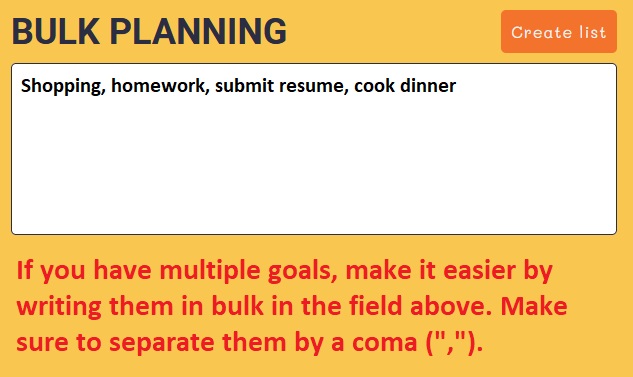 BULK PLANNING
Create list
Shopping, homework, submit resume, cook dinner
If you have multiple goals, make it easier by
writing them in bulk in the field above. Make
sure to separate them by a coma (",").